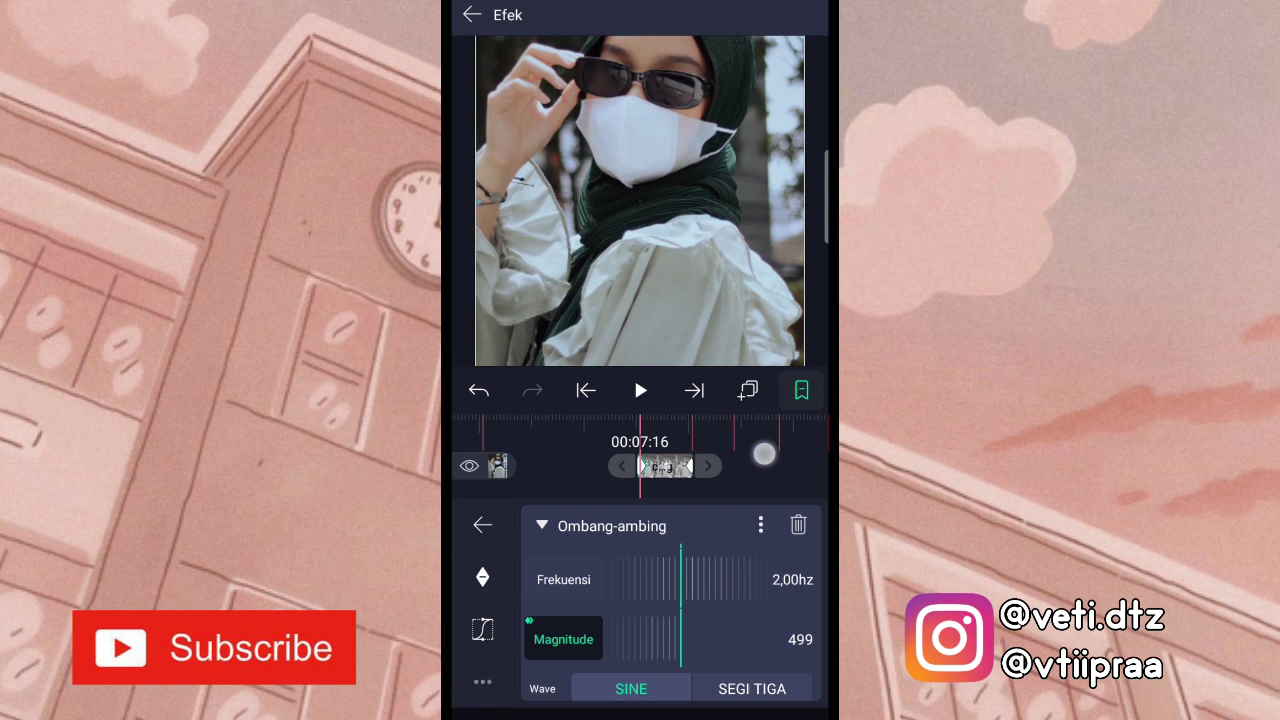 Efek
00:07:16
Ombang-ambing
Frekuensi
2,00hz
Magnitude
499
Wave
SINE
SEGI TIGA
Subscribe
@veti.dtz
@vtiipraa